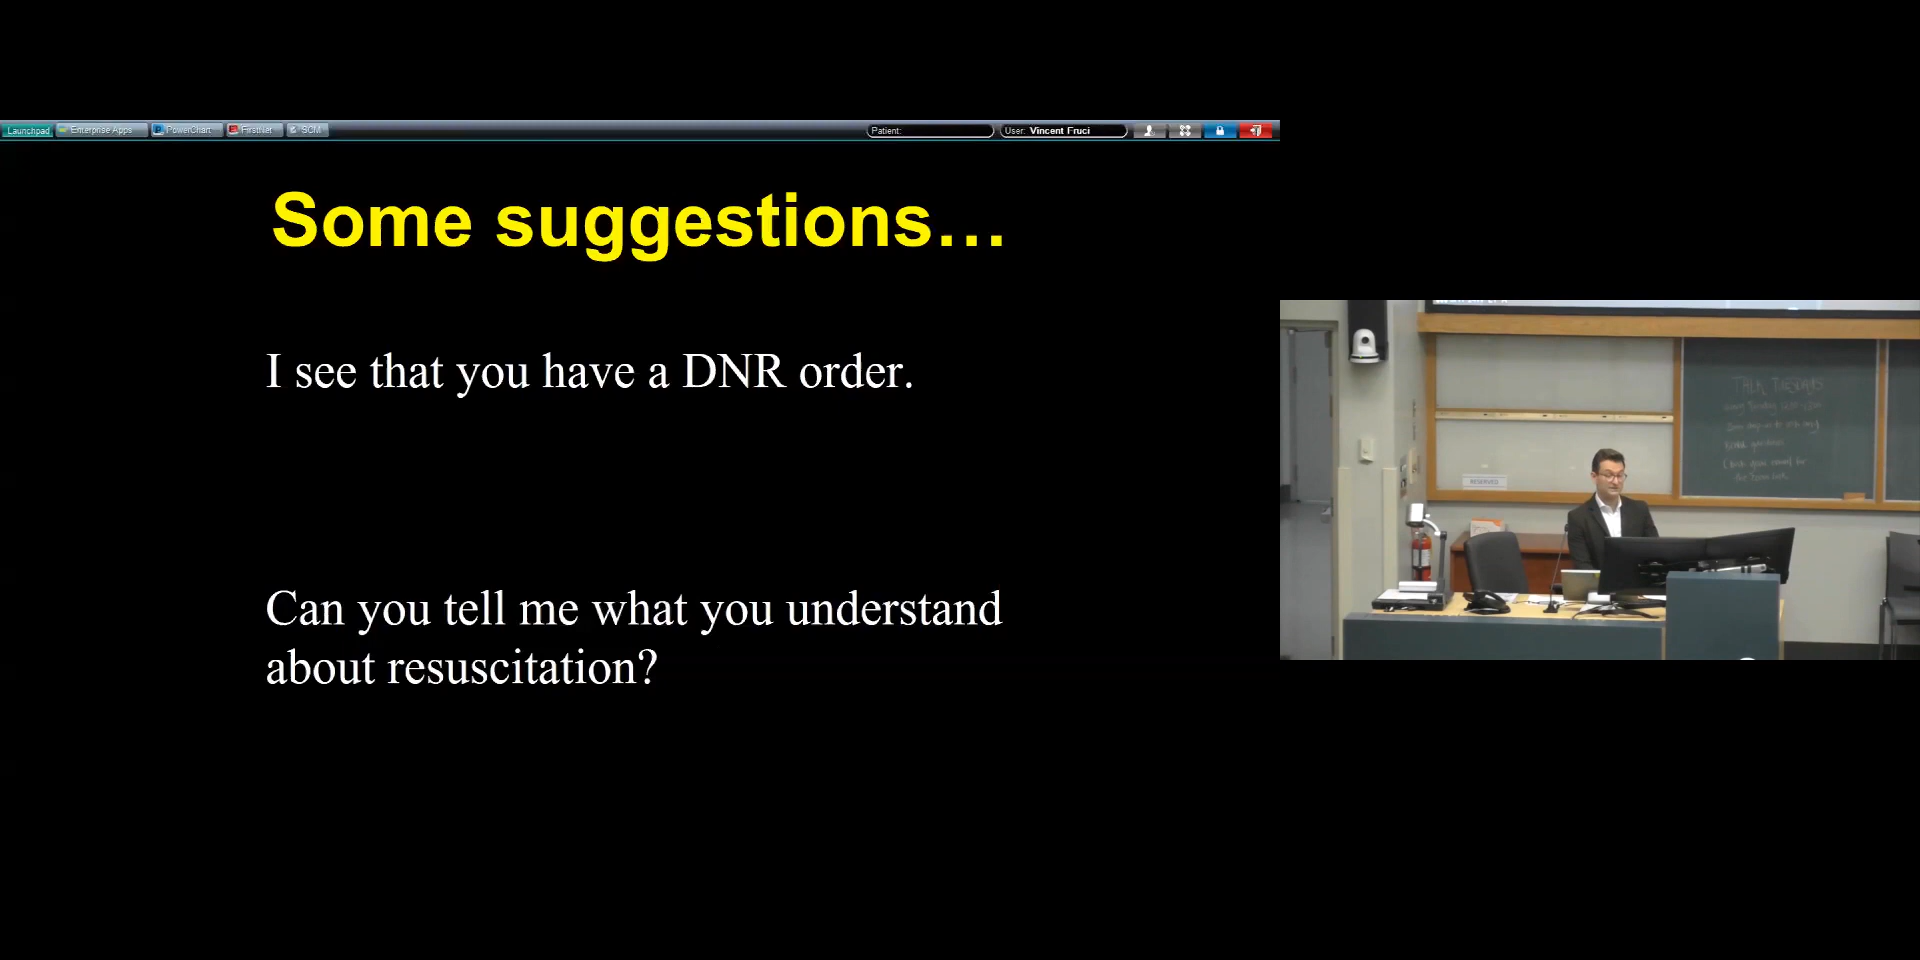 Launchpad Enterprise Apps PowerChart FirstNet SCM Patient: User: Vincent Fruci
Some suggestions…
I see that you have a DNR order.
Can you tell me what you understand
about resuscitation?
RESERVED